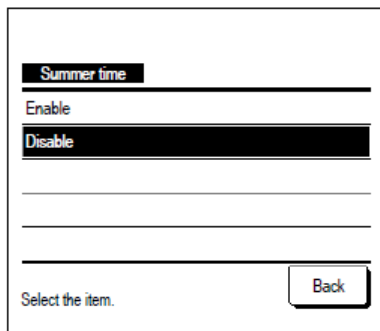 Summer time
Enable
Disable
Select the item.
Back